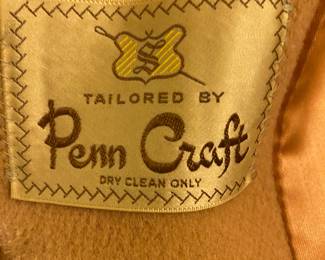 S
TAILORED BY
Penn Craft
DRY CLEAN ONLY